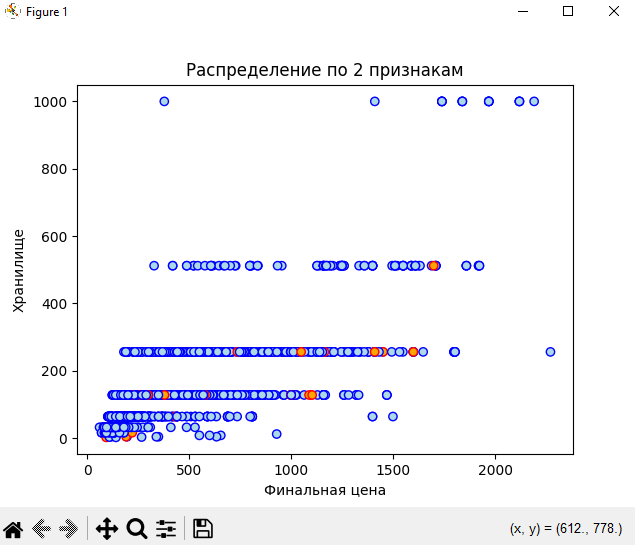 Figure 1
Распределение по 2 признакам
1000
800
600
400
200
0
Хранилище
0 500 1000 1500 2000
Финальная цена
(x, y) = (612., 778.)